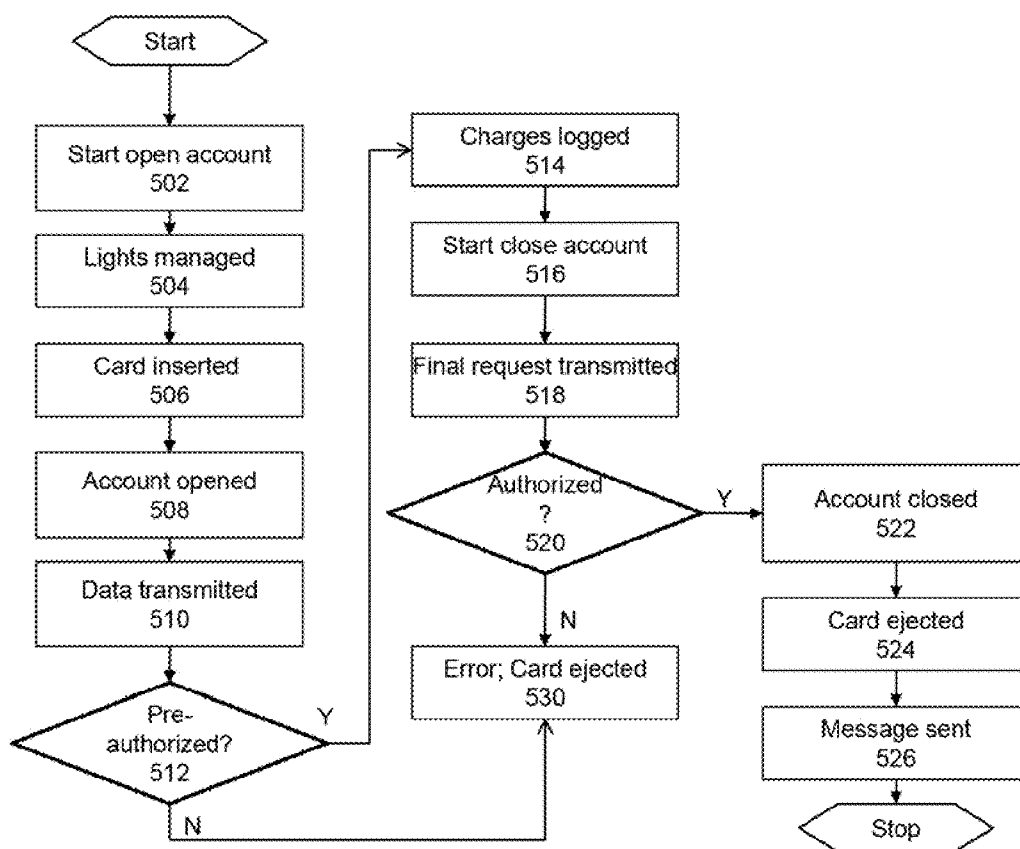 Start
Start open account
502
Lights managed
504
Card inserted
506
Account opened
508
Data transmitted
510
Pre-
authorized?
512
Y
N
Charges logged
514
Start close account
516
Final request transmitted
518
Authorized
?
520
Y
N
Error; Card ejected
530
Account closed
522
Card ejected
524
Message sent
526
Stop